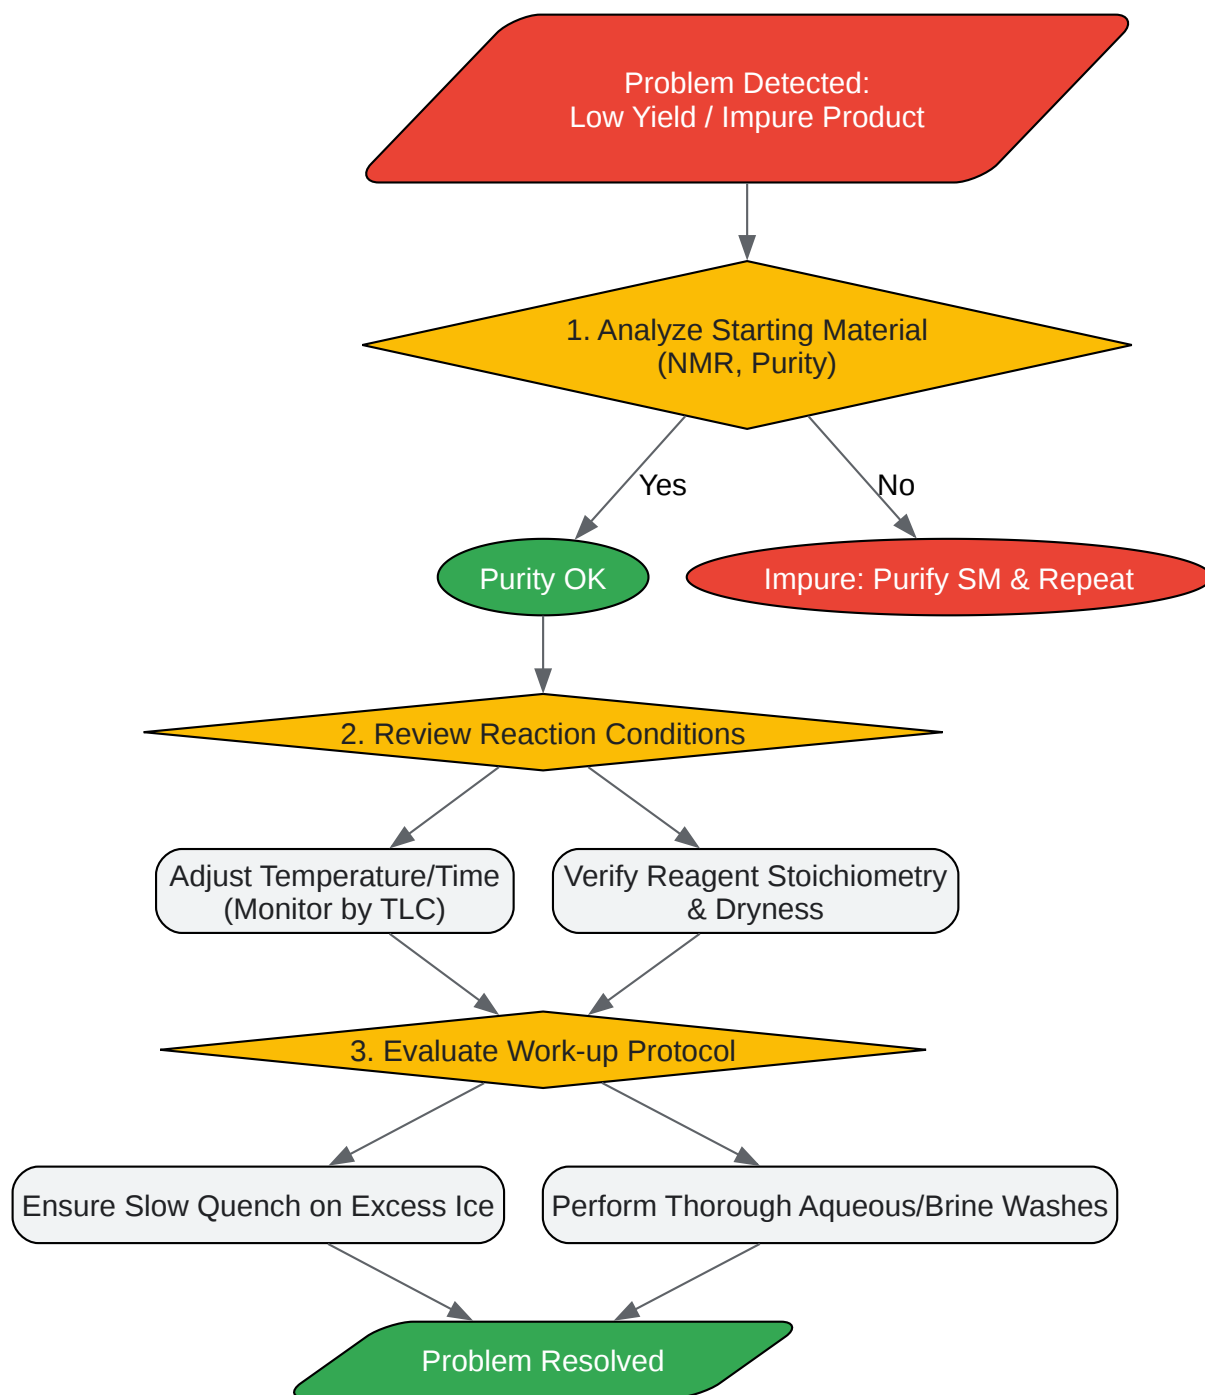 Problem Detected:
Low Yield / Impure Product
1. Analyze Starting Material
(NMR, Purity)
Yes
No
Purity OK
Impure: Purify SM & Repeat
2. Review Reaction Conditions
Adjust Temperature/Time
(Monitor by TLC)
Verify Reagent Stoichiometry
& Dryness
3. Evaluate Work-up Protocol
Ensure Slow Quench on Excess Ice
Perform Thorough Aqueous/Brine Washes
Problem Resolved